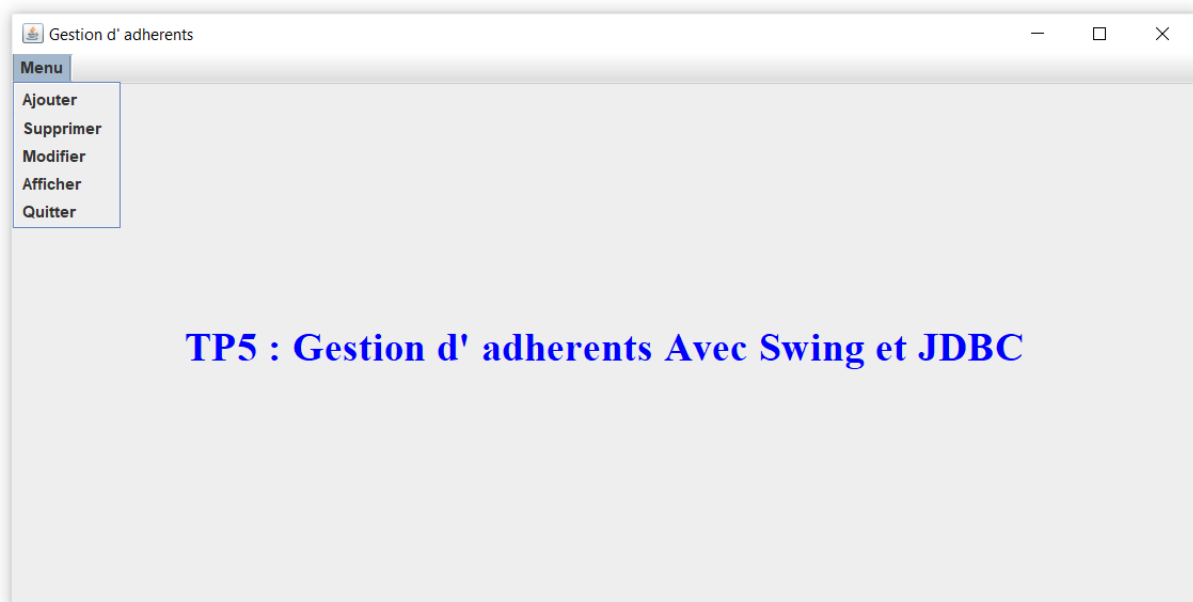 Gestion d' adherents
Menu
Ajouter
Supprimer
Modifier
Afficher
Quitter
TP5 : Gestion d' adherents Avec Swing et JDBC